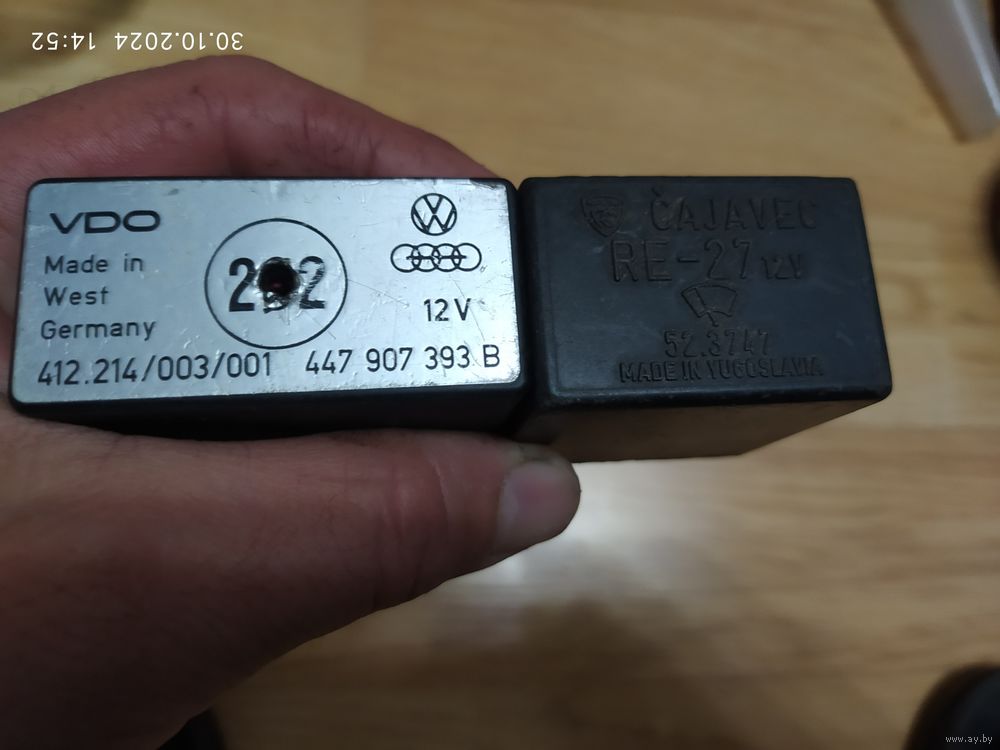 30.10.2024 14:52
VDO
Made in
West
Germany
12V
412.214/003/001 447 907 393 B
ČAJAVEC
RE-27 12V
52.3747
MADE IN YUGOSLAVIA
www.ay.by